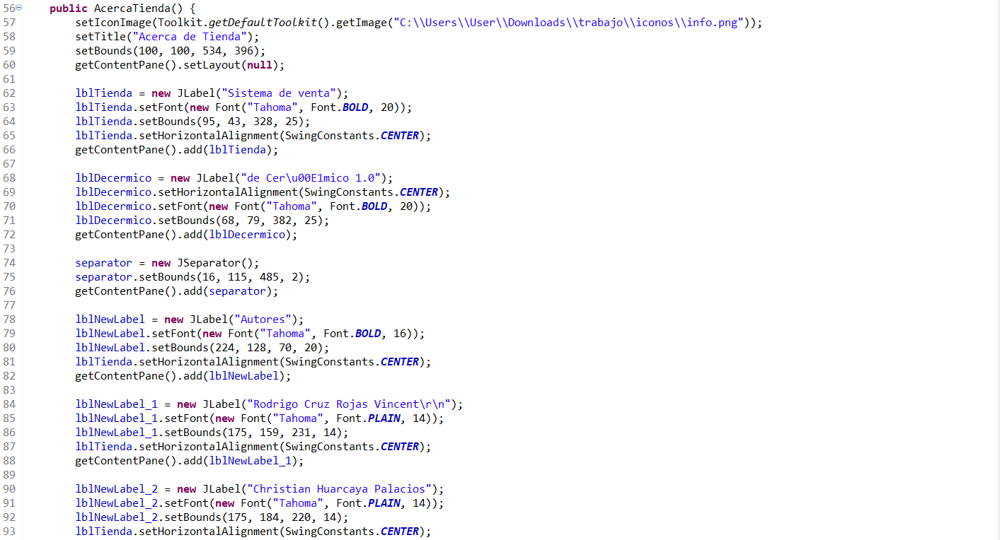 56 public AcercaTienda() {
57 setIconImage(Toolkit.getDefaultToolkit().getImage("C:\\Users\\User\\Downloads\\trabajo\\iconos\\info.png"));
58 setTitle("Acerca de Tienda");
59 setBounds(100, 100, 534, 396);
60 getContentPane().setLayout(null);
61
62 lblTienda = new JLabel("Sistema de venta");
63 lblTienda.setFont(new Font("Tahoma", Font.BOLD, 20));
64 lblTienda.setBounds(95, 43, 328, 25);
65 lblTienda.setHorizontalAlignment(SwingConstants.CENTER);
66 getContentPane().add(lblTienda);
67
68 lblDecermico = new JLabel("de Cer\u00E1mico 1.0");
69 lblDecermico.setHorizontalAlignment(SwingConstants.CENTER);
70 lblDecermico.setFont(new Font("Tahoma", Font.BOLD, 20));
71 lblDecermico.setBounds(68, 79, 382, 25);
72 getContentPane().add(lblDecermico);
73
74 separator = new JSeparator();
75 separator.setBounds(16, 115, 485, 2);
76 getContentPane().add(separator);
77
78 lblNewLabel = new JLabel("Autores");
79 lblNewLabel.setFont(new Font("Tahoma", Font.BOLD, 16));
80 lblNewLabel.setBounds(224, 128, 70, 20);
81 lblTienda.setHorizontalAlignment(SwingConstants.CENTER);
82 getContentPane().add(lblNewLabel);
83
84 lblNewLabel_1 = new JLabel("Rodrigo Cruz Rojas Vincent\r\n");
85 lblNewLabel_1.setFont(new Font("Tahoma", Font.PLAIN, 14));
86 lblNewLabel_1.setBounds(175, 159, 231, 14);
87 lblTienda.setHorizontalAlignment(SwingConstants.CENTER);
88 getContentPane().add(lblNewLabel_1);
89
90 lblNewLabel_2 = new JLabel("Christian Huarcaya Palacios");
91 lblNewLabel_2.setFont(new Font("Tahoma", Font.PLAIN, 14));
92 lblNewLabel_2.setBounds(175, 184, 220, 14);
93 lblTienda.setHorizontalAlignment(SwingConstants.CENTER);